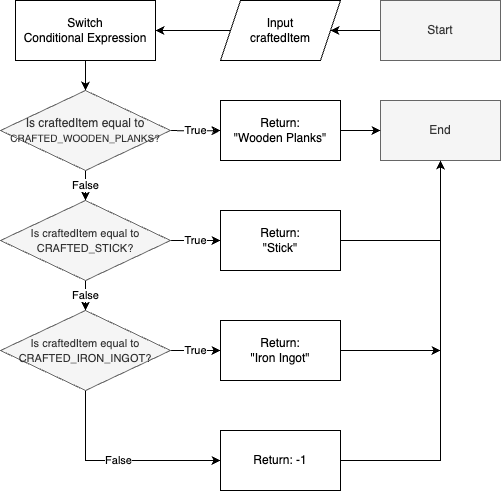 Start
Input
craftedItem
Switch
Conditional Expression
Is craftedItem equal to
CRAFTED_WOODEN_PLANKS?
True
Return:
"Wooden Planks"
End
False
Is craftedItem equal to
CRAFTED_STICK?
True
Return:
"Stick"
False
Is craftedItem equal to
CRAFTED_IRON_INGOT?
True
Return:
"Iron Ingot"
False
Return: -1